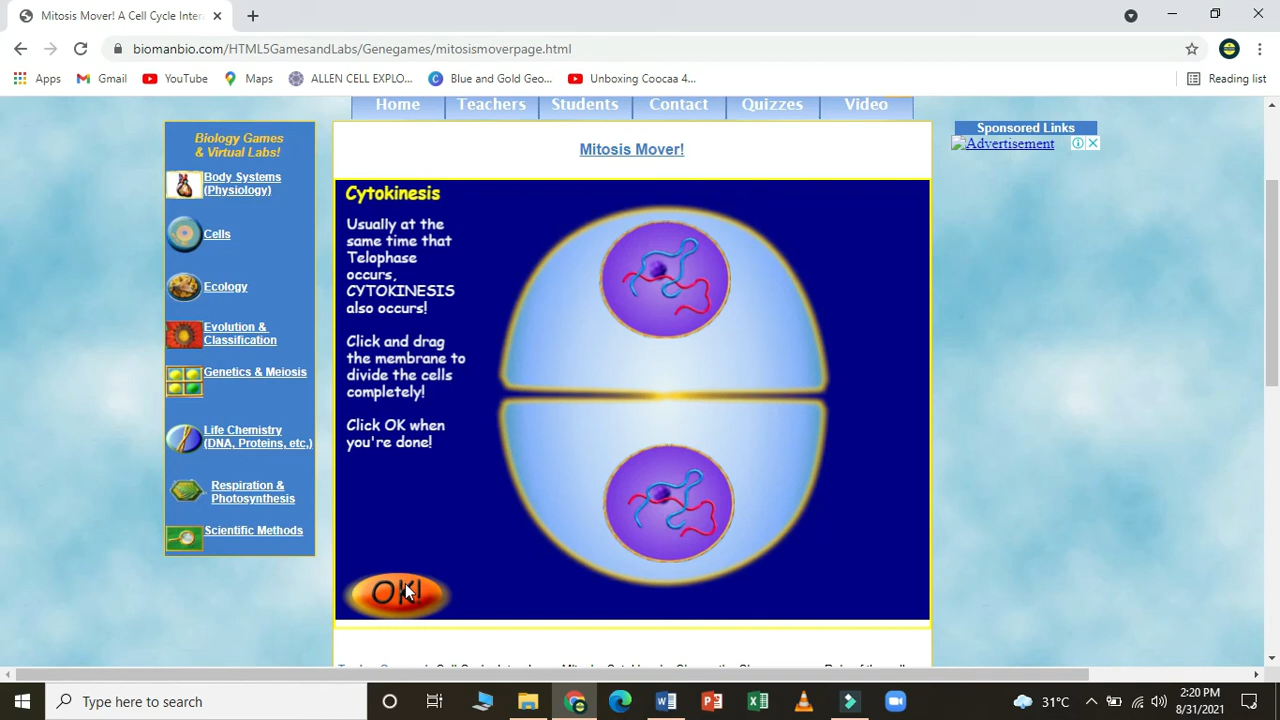 Mitosis Mover! A Cell Cycle Inter
biomanbio.com/HTML5GamesandLabs/Genegames/mitosismoverpage.html
Apps Gmail YouTube Maps ALLEN CELL EXPLO... Blue and Gold Geo... Unboxing Coocaa 4... Reading list
Home Teachers Students Contact Quizzes Video
Biology Games
& Virtual Labs!
Body Systems
(Physiology)
Cells
Ecology
Evolution &
Classification
Genetics & Meiosis
Life Chemistry
(DNA, Proteins, etc,)
Respiration &
Photosynthesis
Scientific Methods
Mitosis Mover!
Cytokinesis
Usually at the
same time that
Telophase
occurs,
CYTOKINESIS
also occurs!
Click and drag
the membrane to
divide the cells
completely!
Click OK when
you're done!
OK!
Sponsored Links
Advertisement
Type here to search
31°C
2:20 PM
8/31/2021